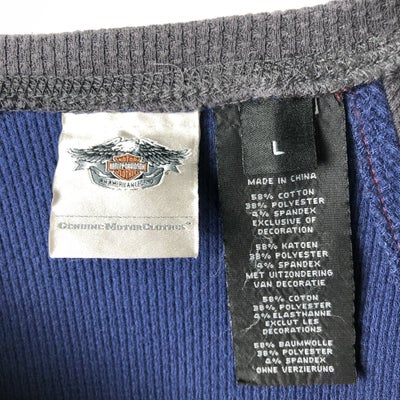 MOTOR
HARLEY-DAVIDSON
CLOTHES
AN AMERICAN LEGEND
GENUINE MOTORCLOTHES®
L
MADE IN CHINA
58% COTTON
38% POLYESTER
4% SPANDEX
EXCLUSIVE OF
DECORATION
58% KATOEN
38% POLYESTER
4% SPANDEX
MET UITZONDERING
VAN DECORATIE
58% COTON
38% POLYESTER
4% ELASTHANNE
EXCLUT LES
DECORATIONS
58% BAUMWOLLE
38% POLYESTER
4% SPANDEX
OHNE VERZIERUNG